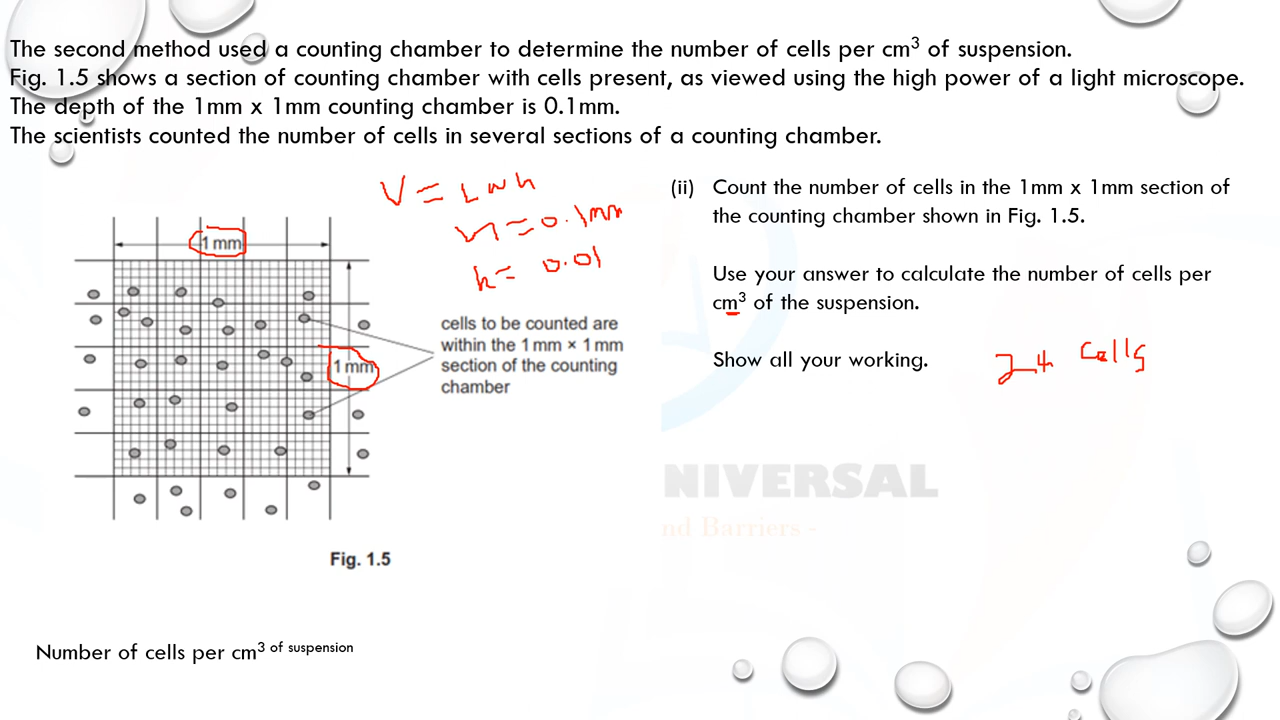 The second method used a counting chamber to determine the number of cells per cm³ of suspension.
Fig. 1.5 shows a section of counting chamber with cells present, as viewed using the high power of a light microscope.
The depth of the 1mm x 1mm counting chamber is 0.1mm.
The scientists counted the number of cells in several sections of a counting chamber.
V = L w h
h = 0.1mm
h = 0.01
1 mm
1 mm
cells to be counted are
within the 1 mm × 1 mm
section of the counting
chamber
Fig. 1.5
(ii) Count the number of cells in the 1mm x 1mm section of
the counting chamber shown in Fig. 1.5.
Use your answer to calculate the number of cells per
cm³ of the suspension.
Show all your working.
24 cells
NIVERSAL
nd Barriers -
Number of cells per cm³ of suspension